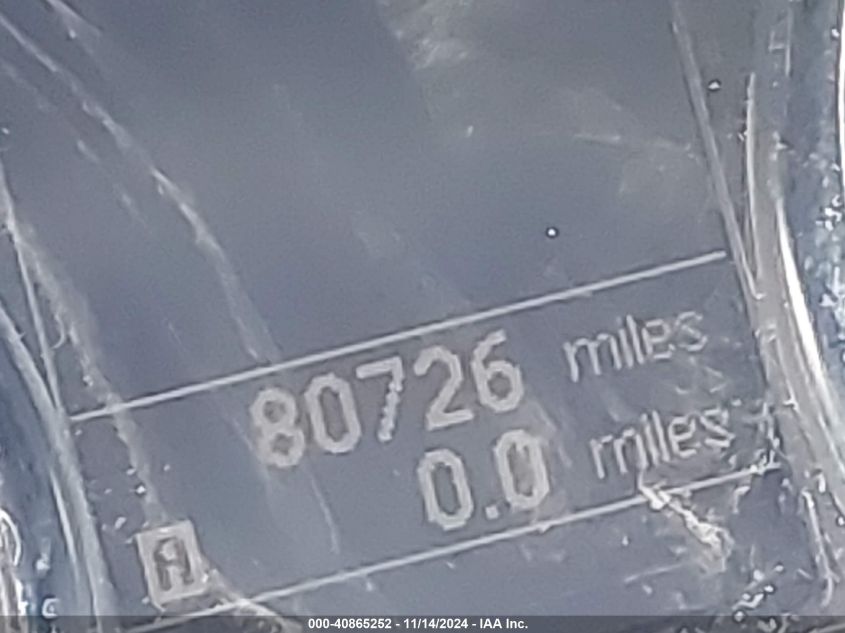 80726 miles
0.0 miles
A
000-40865252 - 11/14/2024 - IAA Inc.